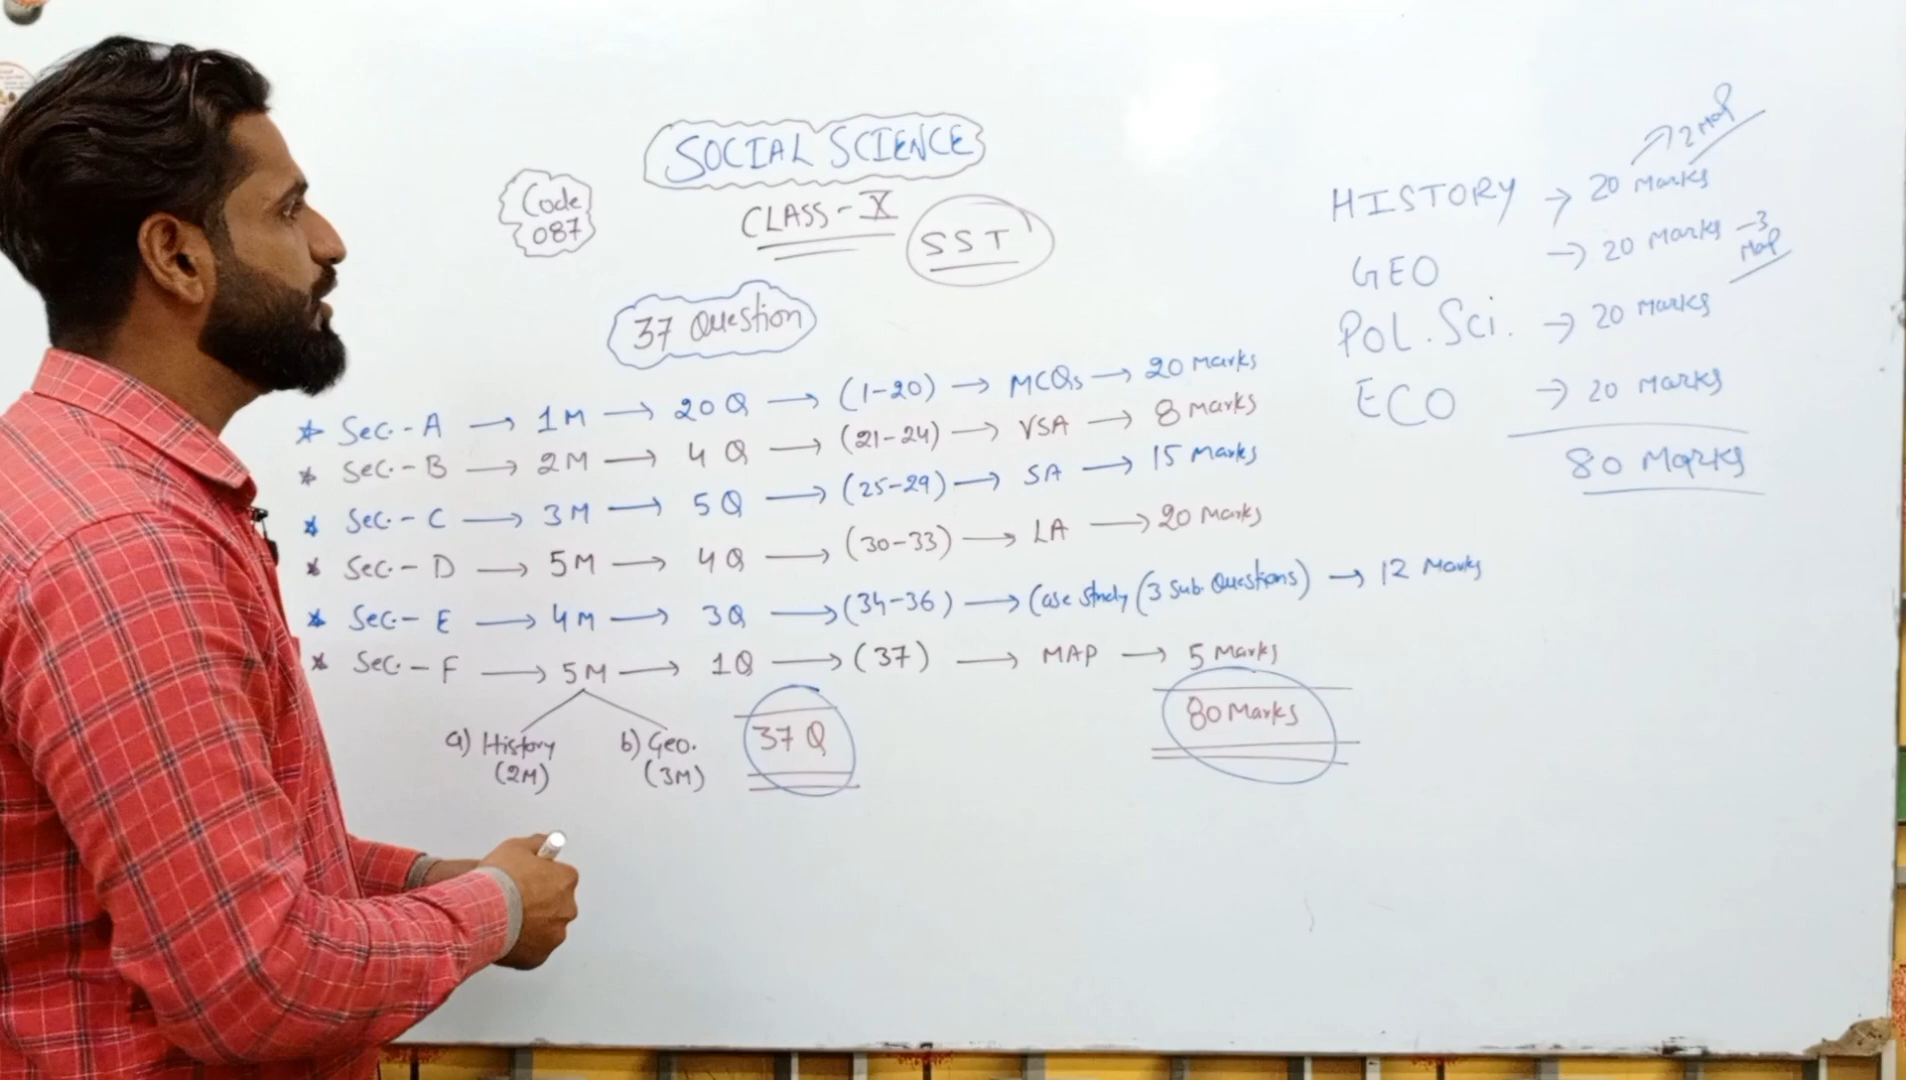 SOCIAL SCIENCE
Code
087
CLASS - X
SST
37 Question
* Sec.-A → 1M → 20 Q → (1-20) → MCQs → 20 Marks
* Sec.-B → 2M → 4 Q → (21-24) → VSA → 8 Marks
* Sec.-C → 3M → 5Q → (25-29) → SA → 15 Marks
* Sec.-D → 5M → 4Q → (30-33) → LA → 20 Marks
* Sec.-E → 4M → 3Q → (34-36) → Case Study (3 Sub. Questions) → 12 Marks
* Sec.-F → 5M → 1Q → (37) → MAP → 5 Marks
a) History
(2M)
b) Geo.
(3M)
37 Q
80 Marks
→ 2 Map
HISTORY → 20 Marks
GEO → 20 Marks - 3
Map
POL. Sci. → 20 Marks
ECO → 20 Marks
80 Marks